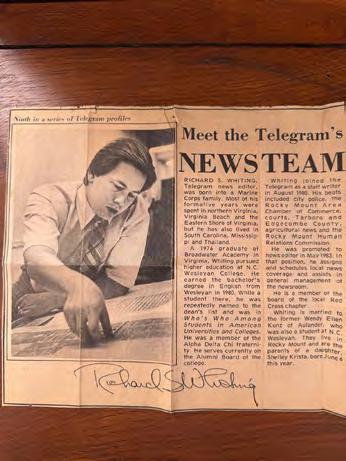 Ninth in a series of Telegram profiles
Meet the Telegram's
NEWSTEAM
RICHARD S. WHITING,
Telegram news editor,
was born into a Marine
Corps family. Most of his
formative years were
spent in northern Virginia,
Virginia Beach and the
Eastern Shore of Virginia,
but he has also lived in
South Carolina, Mississip-
pi and Thailand.
A 1976 graduate of
Broadwater Academy in
Virginia, Whiting pursued
higher education at N.C.
Wesleyan College. He
earned the bachelor's
degree in English from
Wesleyan in 1980. While a
student there, he was
repeatedly named to the
dean's list and was in
Who's Who Among
Students in American
Universities and Colleges.
He was a member of the
Alpha Delta Chi fraterni-
ty. He serves currently on
the Alumni Board of the
college.
Whiting joined the
Telegram as a staff writer
in August 1980. His beats
included city police, the
Rocky Mount Area
Chamber of Commerce,
courts, Tarboro and
Edgecombe County,
agricultural news and the
Rocky Mount Human
Relations Commission.
He was promoted to
news editor in May 1983. In
that position, he assigns
and schedules local news
coverage and assists in
general management of
the newsroom.
He is a member of the
board of the local Red
Cross chapter.
Whiting is married to
the former Wendy Ellen
Kunz of Aulander, who
was also a student at N.C.
Wesleyan. They live in
Rocky Mount and are the
parents of a daughter,
Shelley Krista, born June 6
this year.
Richard S Whiting